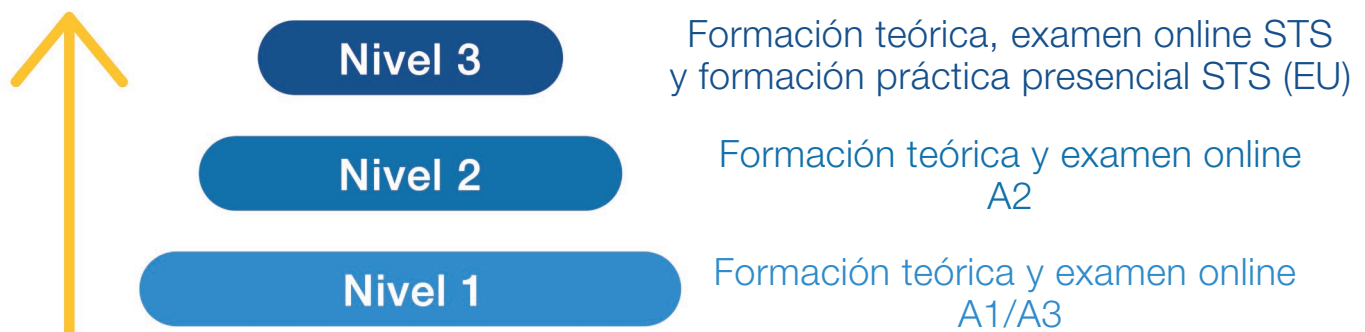 Nivel 3
Formación teórica, examen online STS
y formación práctica presencial STS (EU)
Nivel 2
Formación teórica y examen online
A2
Nivel 1
Formación teórica y examen online
A1/A3